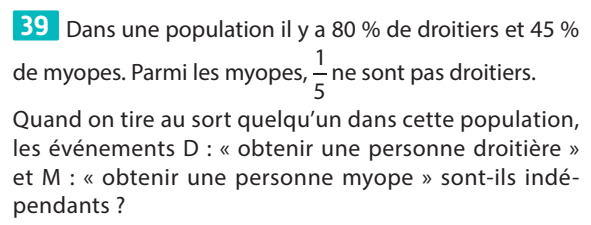 39 Dans une population il y a 80 % de droitiers et 45 %
de myopes. Parmi les myopes, 1/5 ne sont pas droitiers.
Quand on tire au sort quelqu'un dans cette population,
les événements D : « obtenir une personne droitière »
et M : « obtenir une personne myope » sont-ils indé-
pendants ?